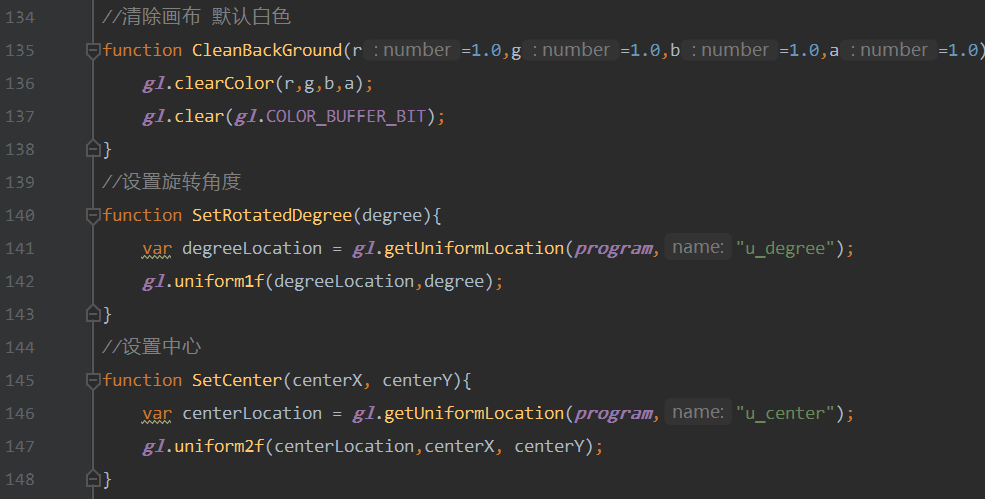 134 //清除画布 默认白色
135 function CleanBackGround(r : number =1.0,g : number =1.0,b : number =1.0,a : number =1.0)
136 gl.clearColor(r,g,b,a);
137 gl.clear(gl.COLOR_BUFFER_BIT);
138 }
139 //设置旋转角度
140 function SetRotatedDegree(degree){
141 var degreeLocation = gl.getUniformLocation(program, name: "u_degree");
142 gl.uniform1f(degreeLocation,degree);
143 }
144 //设置中心
145 function SetCenter(centerX, centerY){
146 var centerLocation = gl.getUniformLocation(program, name: "u_center");
147 gl.uniform2f(centerLocation,centerX, centerY);
148 }